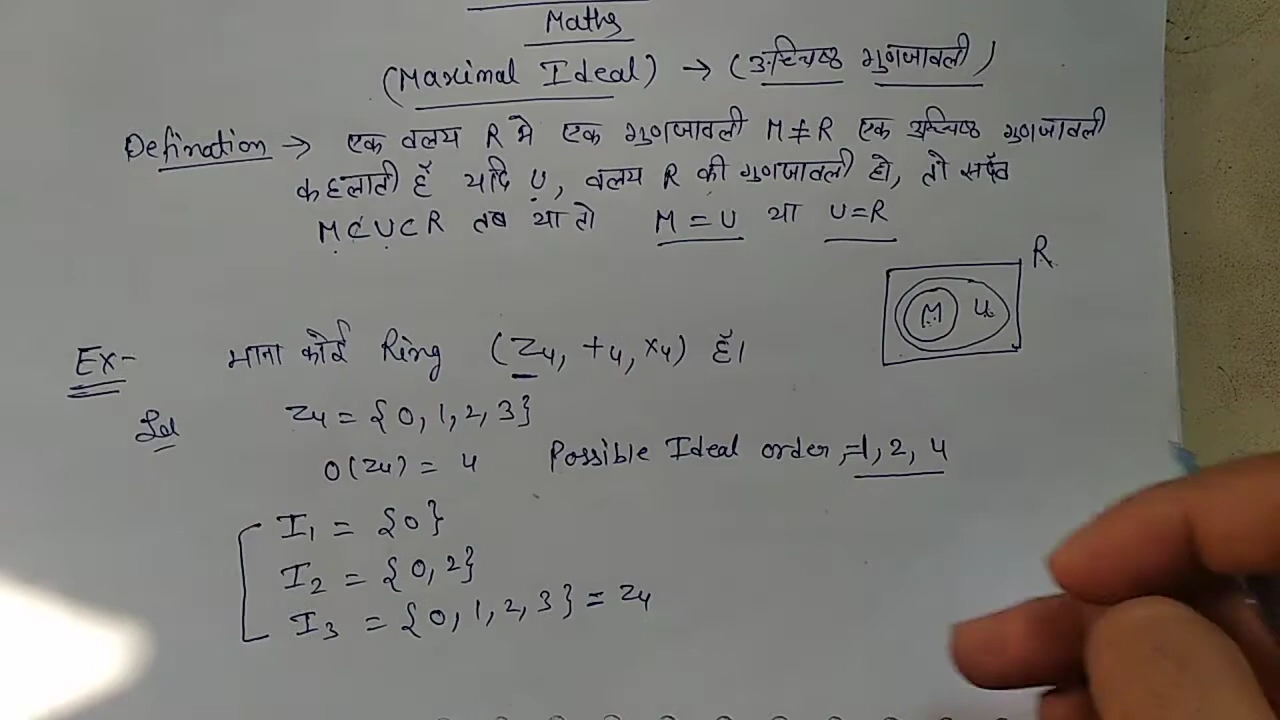 Maths
(Maximal Ideal) → (उच्चिष्ठ गुणजावली)
Defination → एक वलय R मे एक गुणजावली M ≠ R एक उच्चिष्ठ गुणजावली
कहलाती है यदि U, वलय R की गुणजावली हो, तो सदैव
M⊂U⊂R तब या तो M = U या U=R
R
M U
Ex- माना कोई Ring (Z₄, +₄, ×₄) है।
Let Z₄ = {0, 1, 2, 3}
O(Z₄) = 4 Possible Ideal order,=1, 2, 4
I₁ = {0}
I₂ = {0, 2}
I₃ = {0, 1, 2, 3} = Z₄